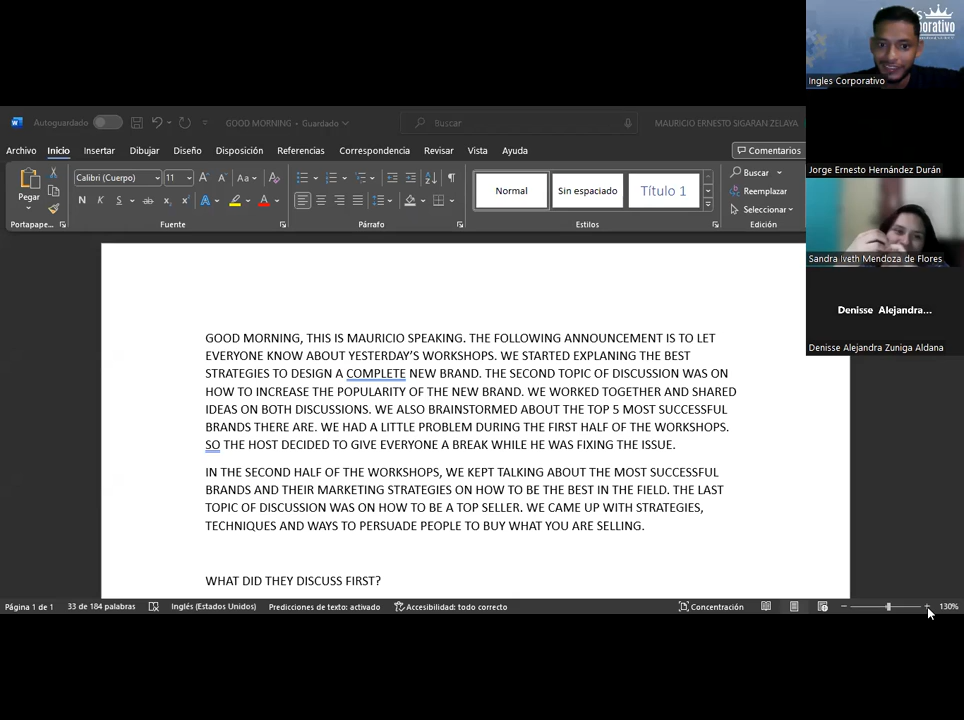 orporativo
Ingles Corporativo
Autoguardado
GOOD MORNING - Guardado
Buscar
MAURICIO ERNESTO SIGARAN ZELAYA
Archivo Inicio Insertar Dibujar Diseño Disposición Referencias Correspondencia Revisar Vista Ayuda
Comentarios
Jorge Ernesto Hernández Durán
Pegar
Calibri (Cuerpo) 11
Normal
Sin espaciado
Título 1
Buscar
Reemplazar
Seleccionar
Portapape... Fuente Párrafo Estilos Edición
Sandra Iveth Mendoza de Flores
Denisse Alejandra...
Denisse Alejandra Zuniga Aldana
GOOD MORNING, THIS IS MAURICIO SPEAKING. THE FOLLOWING ANNOUNCEMENT IS TO LET
EVERYONE KNOW ABOUT YESTERDAY'S WORKSHOPS. WE STARTED EXPLANING THE BEST
STRATEGIES TO DESIGN A COMPLETE NEW BRAND. THE SECOND TOPIC OF DISCUSSION WAS ON
HOW TO INCREASE THE POPULARITY OF THE NEW BRAND. WE WORKED TOGETHER AND SHARED
IDEAS ON BOTH DISCUSSIONS. WE ALSO BRAINSTORMED ABOUT THE TOP 5 MOST SUCCESSFUL
BRANDS THERE ARE. WE HAD A LITTLE PROBLEM DURING THE FIRST HALF OF THE WORKSHOPS.
SO THE HOST DECIDED TO GIVE EVERYONE A BREAK WHILE HE WAS FIXING THE ISSUE.
IN THE SECOND HALF OF THE WORKSHOPS, WE KEPT TALKING ABOUT THE MOST SUCCESSFUL
BRANDS AND THEIR MARKETING STRATEGIES ON HOW TO BE THE BEST IN THE FIELD. THE LAST
TOPIC OF DISCUSSION WAS ON HOW TO BE A TOP SELLER. WE CAME UP WITH STRATEGIES,
TECHNIQUES AND WAYS TO PERSUADE PEOPLE TO BUY WHAT YOU ARE SELLING.
WHAT DID THEY DISCUSS FIRST?
Página 1 de 1 33 de 184 palabras Inglés (Estados Unidos) Predicciones de texto: activado Accesibilidad: todo correcto Concentración 130%